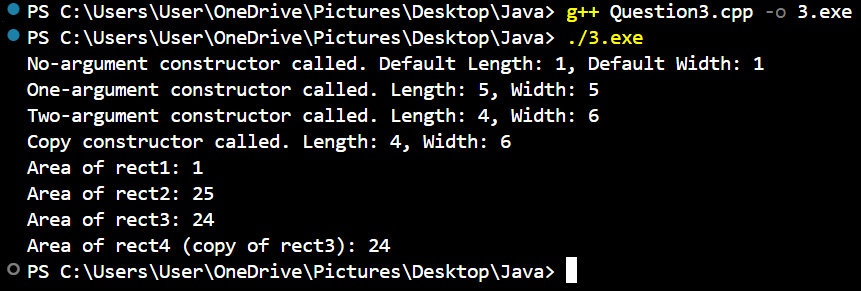 PS C:\Users\User\OneDrive\Pictures\Desktop\Java> g++ Question3.cpp -o 3.exe
PS C:\Users\User\OneDrive\Pictures\Desktop\Java> ./3.exe
No-argument constructor called. Default Length: 1, Default Width: 1
One-argument constructor called. Length: 5, Width: 5
Two-argument constructor called. Length: 4, Width: 6
Copy constructor called. Length: 4, Width: 6
Area of rect1: 1
Area of rect2: 25
Area of rect3: 24
Area of rect4 (copy of rect3): 24
PS C:\Users\User\OneDrive\Pictures\Desktop\Java>